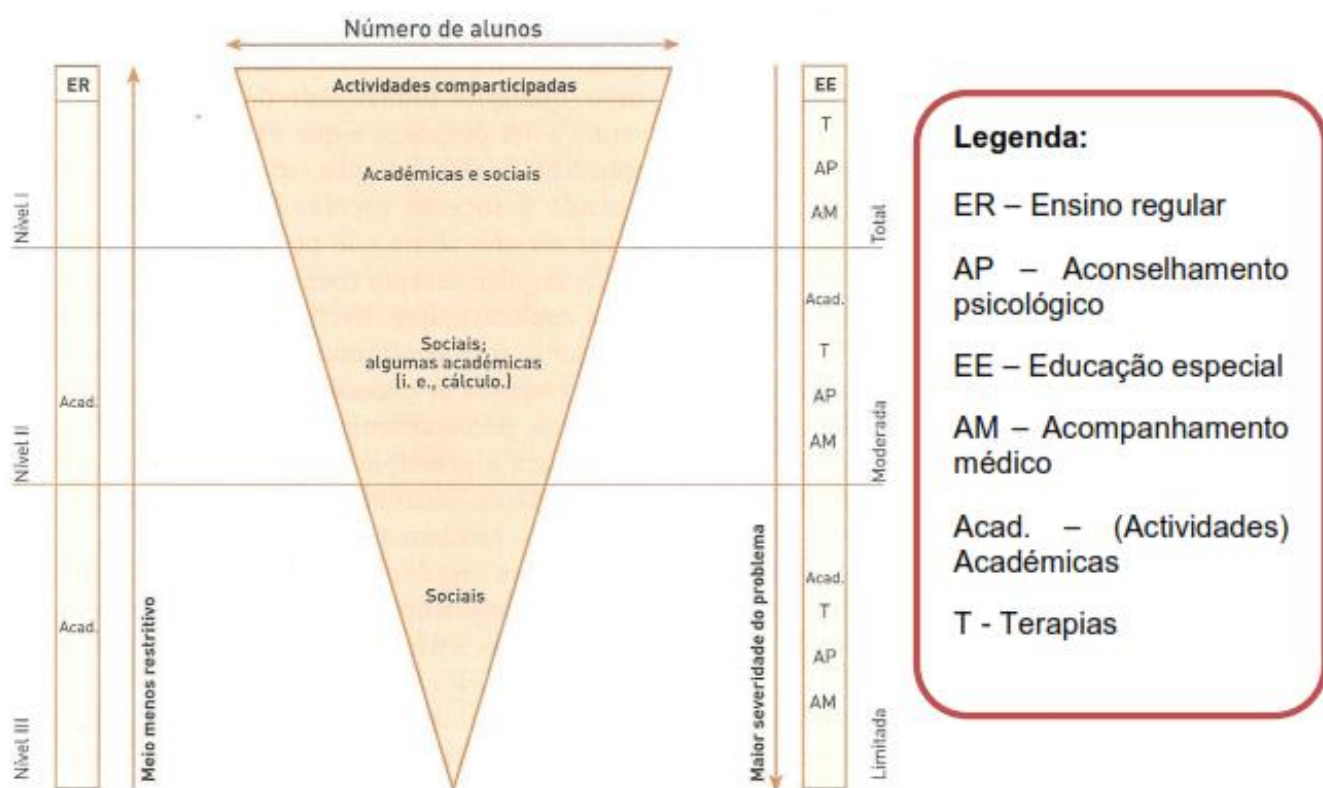 Número de alunos
ER
Actividades comparticipadas
EE
T
Académicas e sociais
AP
AM
Nível I
Total
Acad.
Sociais;
algumas académicas
(i. e., cálculo.)
T
Acad.
AP
AM
Nível II
Moderada
Acad.
Sociais
T
Acad.
AP
AM
Nível III
Meio menos restritivo
Maior severidade do problema
Limitada
Legenda:
ER – Ensino regular
AP – Aconselhamento
psicológico
EE – Educação especial
AM – Acompanhamento
médico
Acad. – (Actividades)
Académicas
T - Terapias